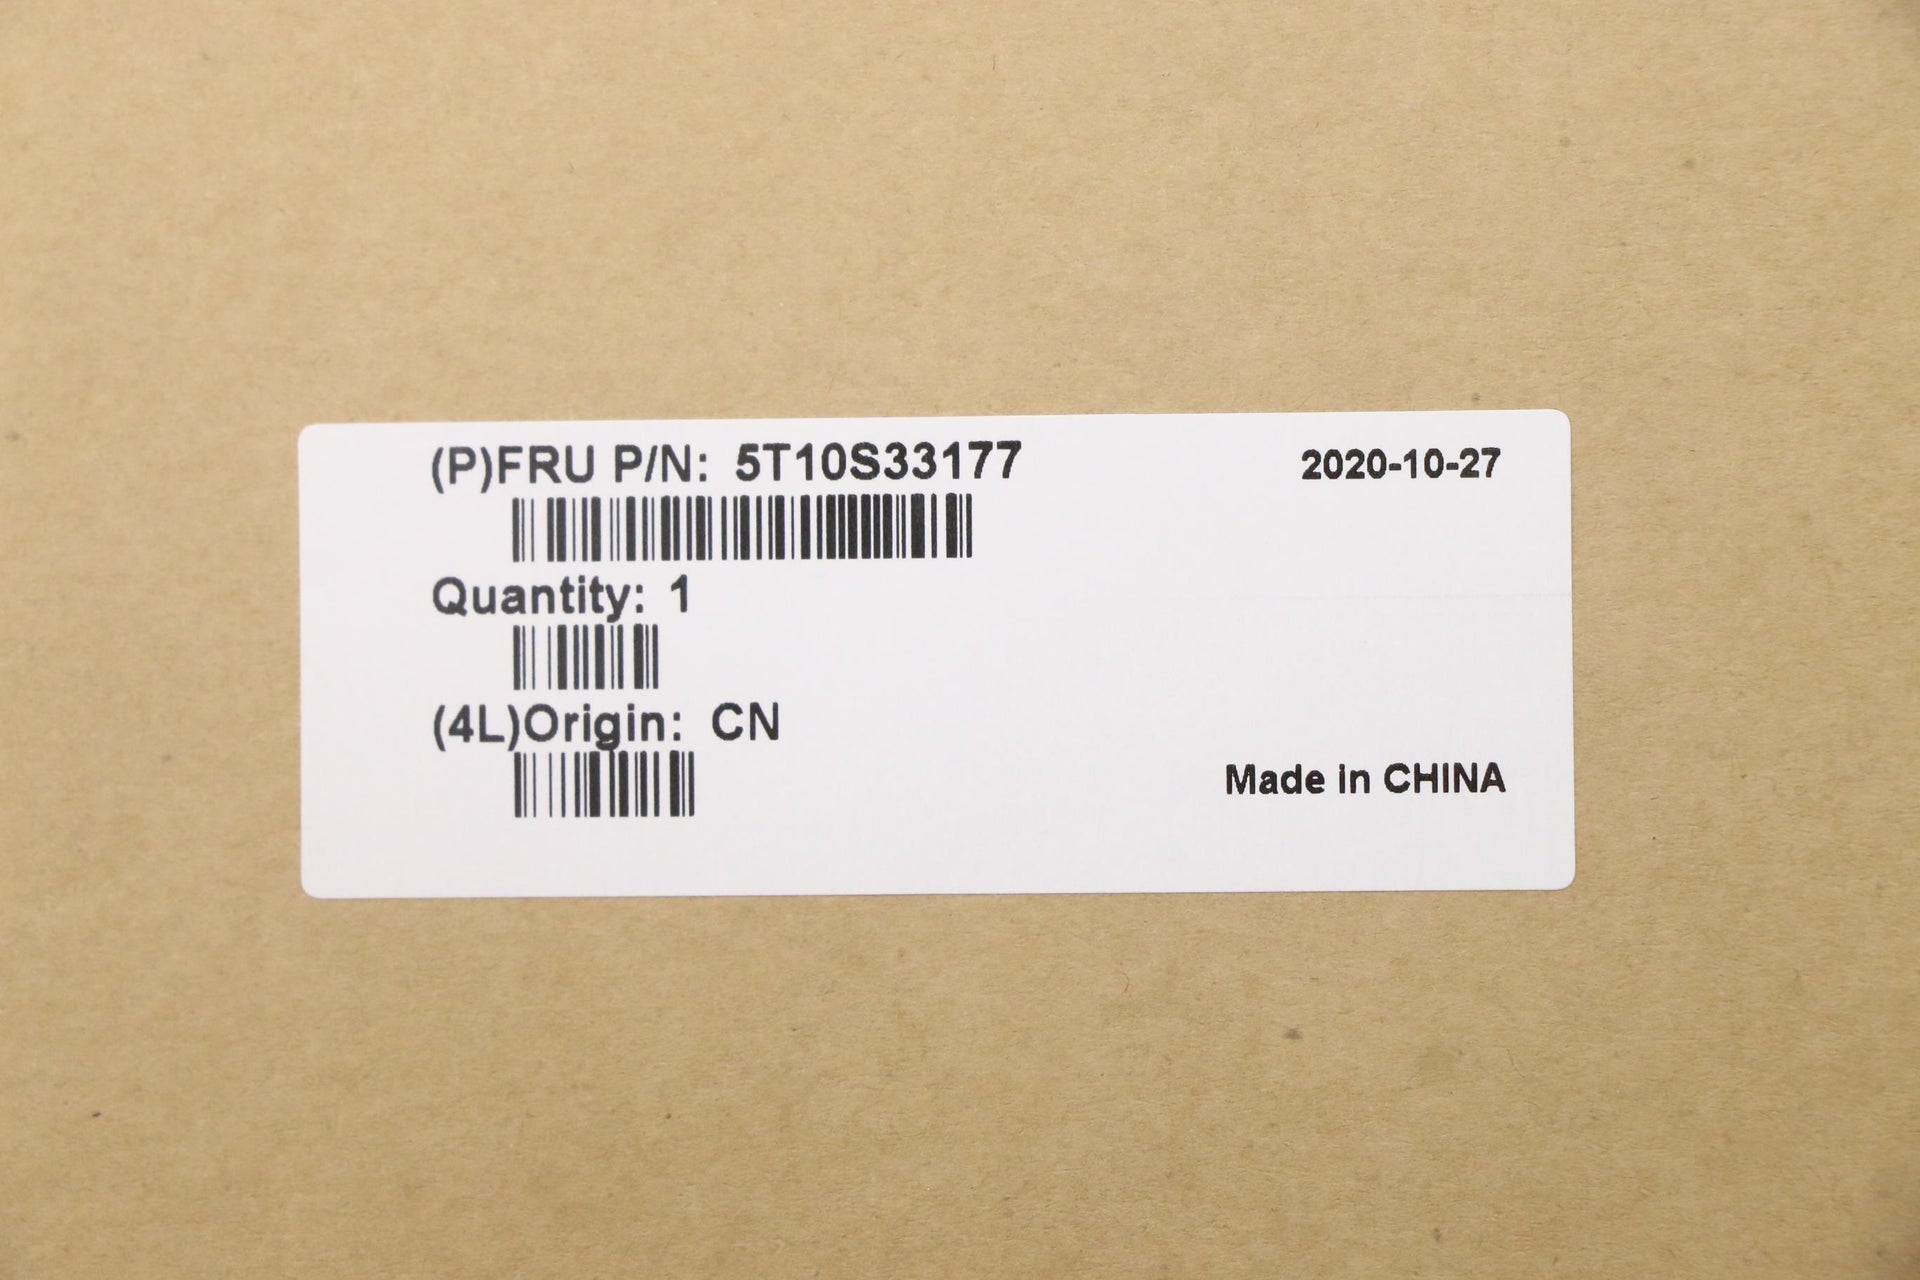 (P)FRU P/N: 5T10S33177
2020-10-27
Quantity: 1
(4L)Origin: CN
Made in CHINA